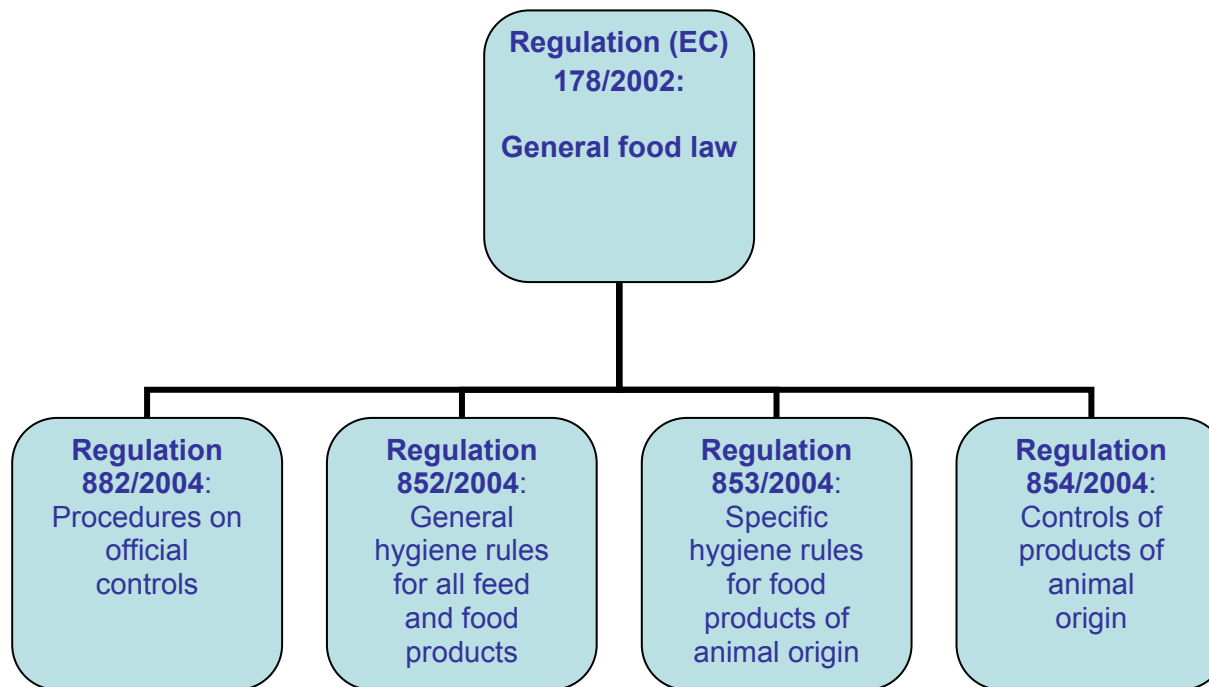 Regulation (EC)
178/2002:
General food law
Regulation
882/2004:
Procedures on
official
controls
Regulation
852/2004:
General
hygiene rules
for all feed
and food
products
Regulation
853/2004:
Specific
hygiene rules
for food
products of
animal origin
Regulation
854/2004:
Controls of
products of
animal
origin